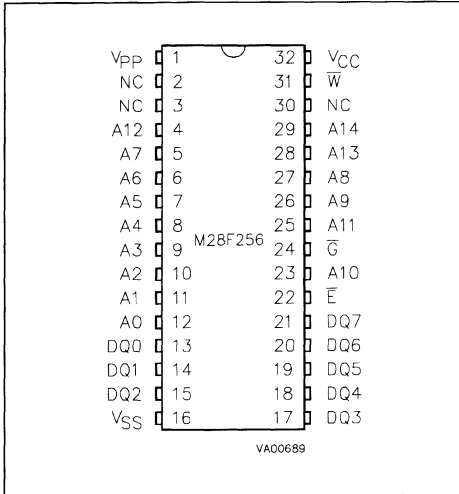 VPP 1 32 VCC
NC 2 31 W̅
NC 3 30 NC
A12 4 29 A14
A7 5 28 A13
A6 6 27 A8
A5 7 26 A9
A4 8 25 A11
M28F256
A3 9 24 G̅
A2 10 23 A10
A1 11 22 E̅
A0 12 21 DQ7
DQ0 13 20 DQ6
DQ1 14 19 DQ5
DQ2 15 18 DQ4
VSS 16 17 DQ3
VA00689